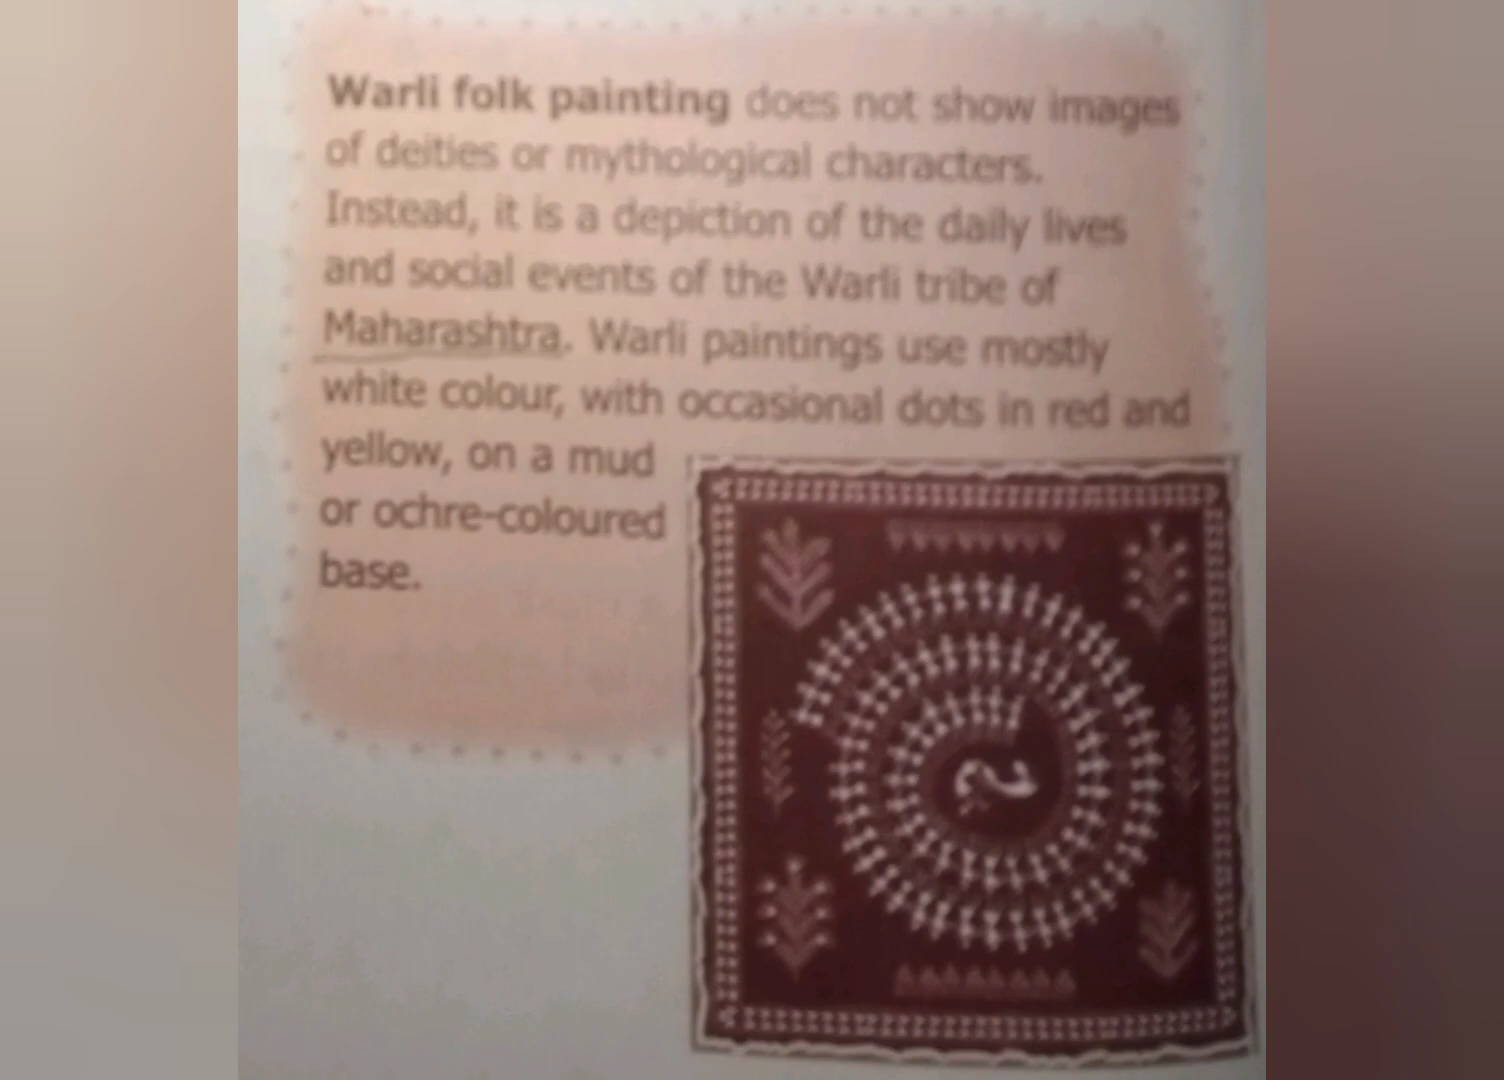 Warli folk painting does not show images
of deities or mythological characters.
Instead, it is a depiction of the daily lives
and social events of the Warli tribe of
Maharashtra. Warli paintings use mostly
white colour, with occasional dots in red and
yellow, on a mud
or ochre-coloured
base.